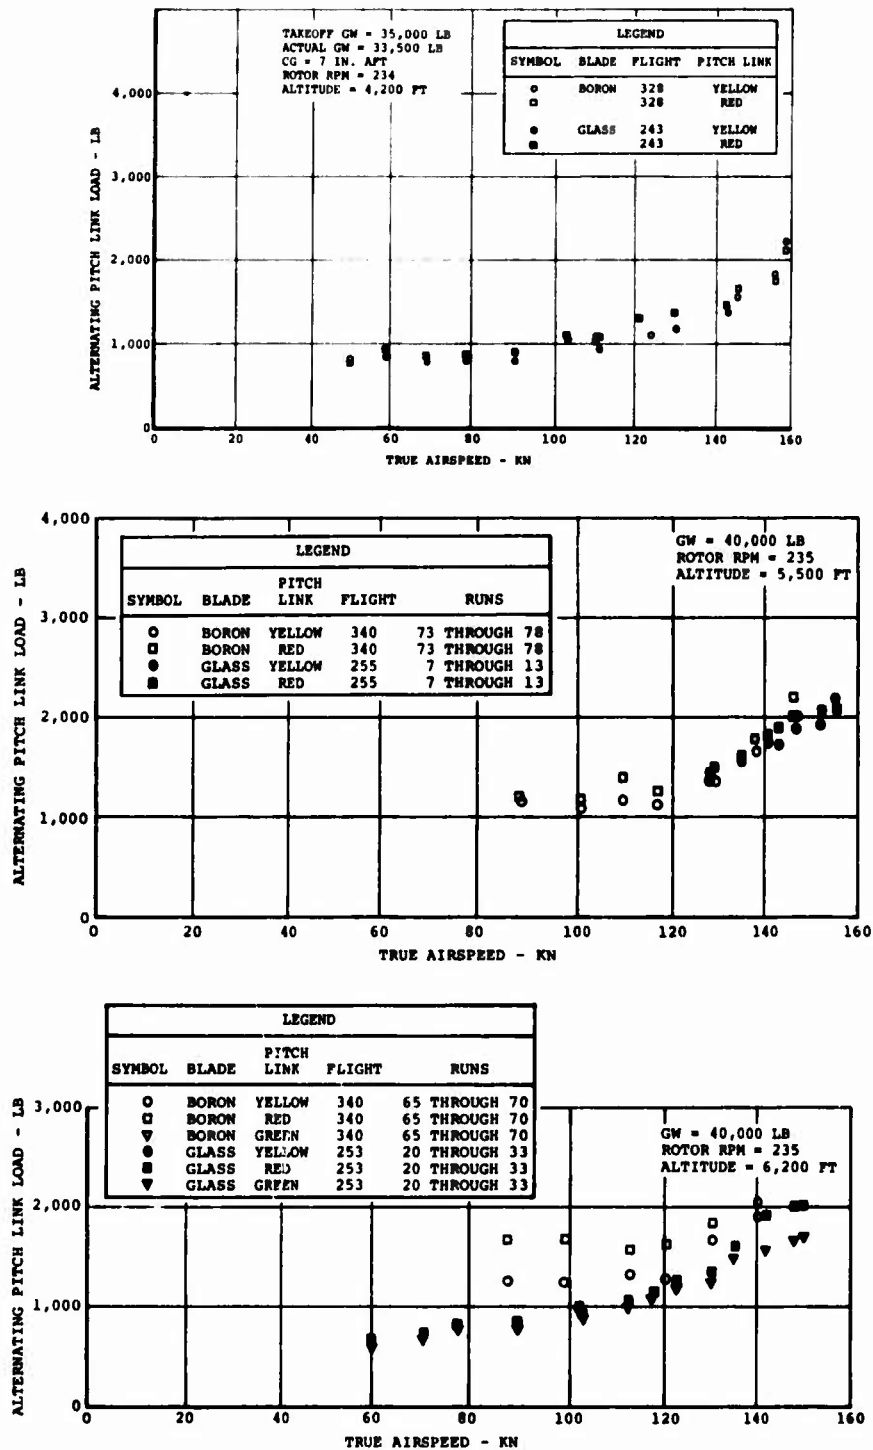 TAKEOFF GW = 35,000 LB
ACTUAL GW = 33,500 LB
CG = 7 IN. AFT
ROTOR RPM = 234
ALTITUDE = 4,200 FT
LEGEND
SYMBOL BLADE FLIGHT PITCH LINK
BORON 328 YELLOW
328 RED
GLASS 243 YELLOW
243 RED
ALTERNATING PITCH LINK LOAD - LB
4,000
3,000
2,000
1,000
0
0 20 40 60 80 100 120 140 160
TRUE AIRSPEED - KN
GW = 40,000 LB
ROTOR RPM = 235
ALTITUDE = 5,500 FT
LEGEND
PITCH
SYMBOL BLADE LINK FLIGHT RUNS
BORON YELLOW 340 73 THROUGH 78
BORON RED 340 73 THROUGH 78
GLASS YELLOW 255 7 THROUGH 13
GLASS RED 255 7 THROUGH 13
ALTERNATING PITCH LINK LOAD - LB
4,000
3,000
2,000
1,000
0
0 20 40 60 80 100 120 140 160
TRUE AIRSPEED - KN
LEGEND
PITCH
SYMBOL BLADE LINK FLIGHT RUNS
BORON YELLOW 340 65 THROUGH 70
BORON RED 340 65 THROUGH 70
BORON GREEN 340 65 THROUGH 70
GLASS YELLOW 253 20 THROUGH 33
GLASS RED 253 20 THROUGH 33
GLASS GREEN 253 20 THROUGH 33
GW = 40,000 LB
ROTOR RPM = 235
ALTITUDE = 6,200 FT
ALTERNATING PITCH LINK LOAD - LB
3,000
2,000
1,000
0
0 20 40 60 80 100 120 140 160
TRUE AIRSPEED - KN